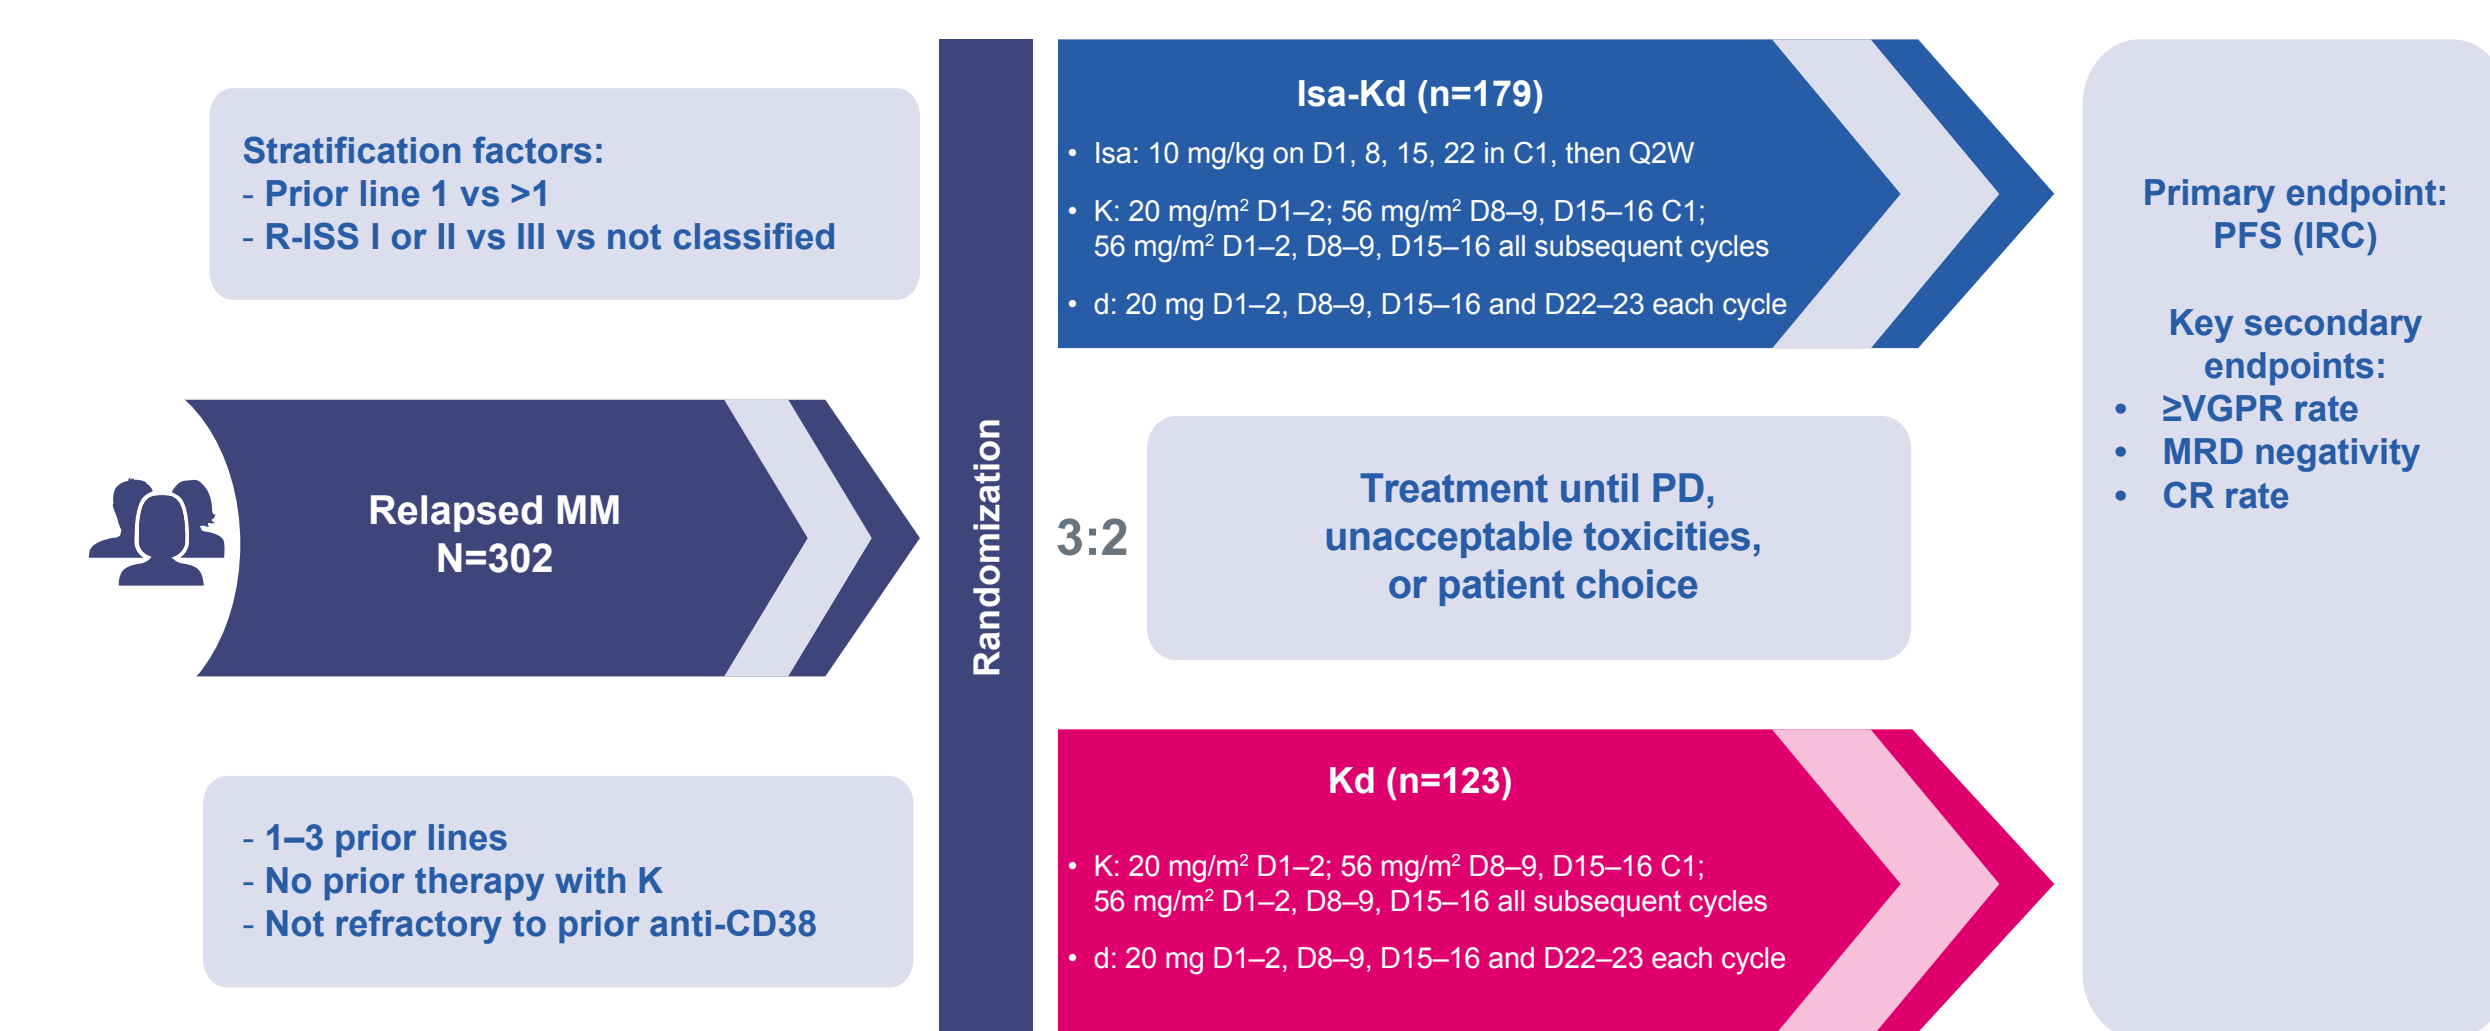 Stratification factors:
- Prior line 1 vs >1
- R-ISS I or II vs III vs not classified
Relapsed MM
N=302
- 1–3 prior lines
- No prior therapy with K
- Not refractory to prior anti-CD38
Randomization
Isa-Kd (n=179)
• Isa: 10 mg/kg on D1, 8, 15, 22 in C1, then Q2W
• K: 20 mg/m² D1–2; 56 mg/m² D8–9, D15–16 C1;
56 mg/m² D1–2, D8–9, D15–16 all subsequent cycles
• d: 20 mg D1–2, D8–9, D15–16 and D22–23 each cycle
3:2
Treatment until PD,
unacceptable toxicities,
or patient choice
Kd (n=123)
• K: 20 mg/m² D1–2; 56 mg/m² D8–9, D15–16 C1;
56 mg/m² D1–2, D8–9, D15–16 all subsequent cycles
• d: 20 mg D1–2, D8–9, D15–16 and D22–23 each cycle
Primary endpoint:
PFS (IRC)
Key secondary
endpoints:
• ≥VGPR rate
• MRD negativity
• CR rate